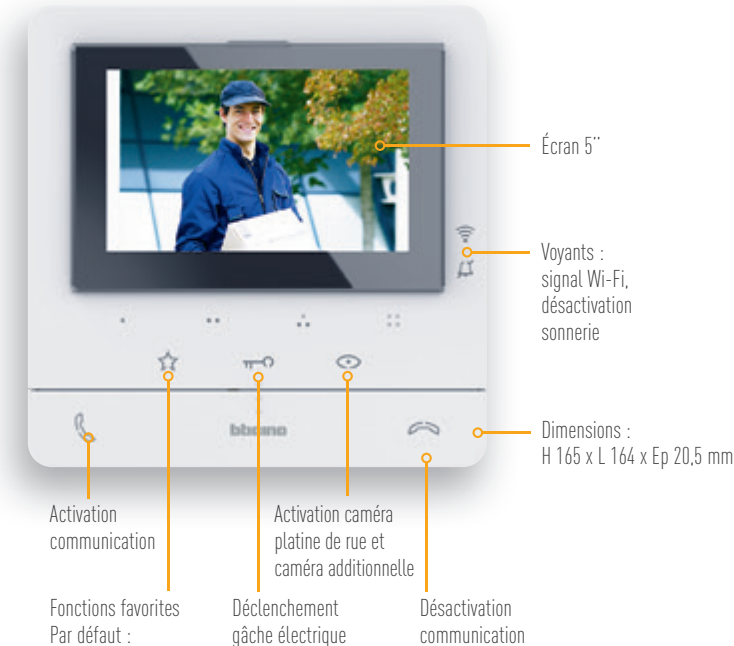 Écran 5¨
Voyants :
signal Wi-Fi,
désactivation
sonnerie
bticino
Dimensions :
H 165 x L 164 x Ep 20,5 mm
Activation
communication
Activation caméra
platine de rue et
caméra additionnelle
Fonctions favorites
Par défaut :
Déclenchement
gâche électrique
Désactivation
communication